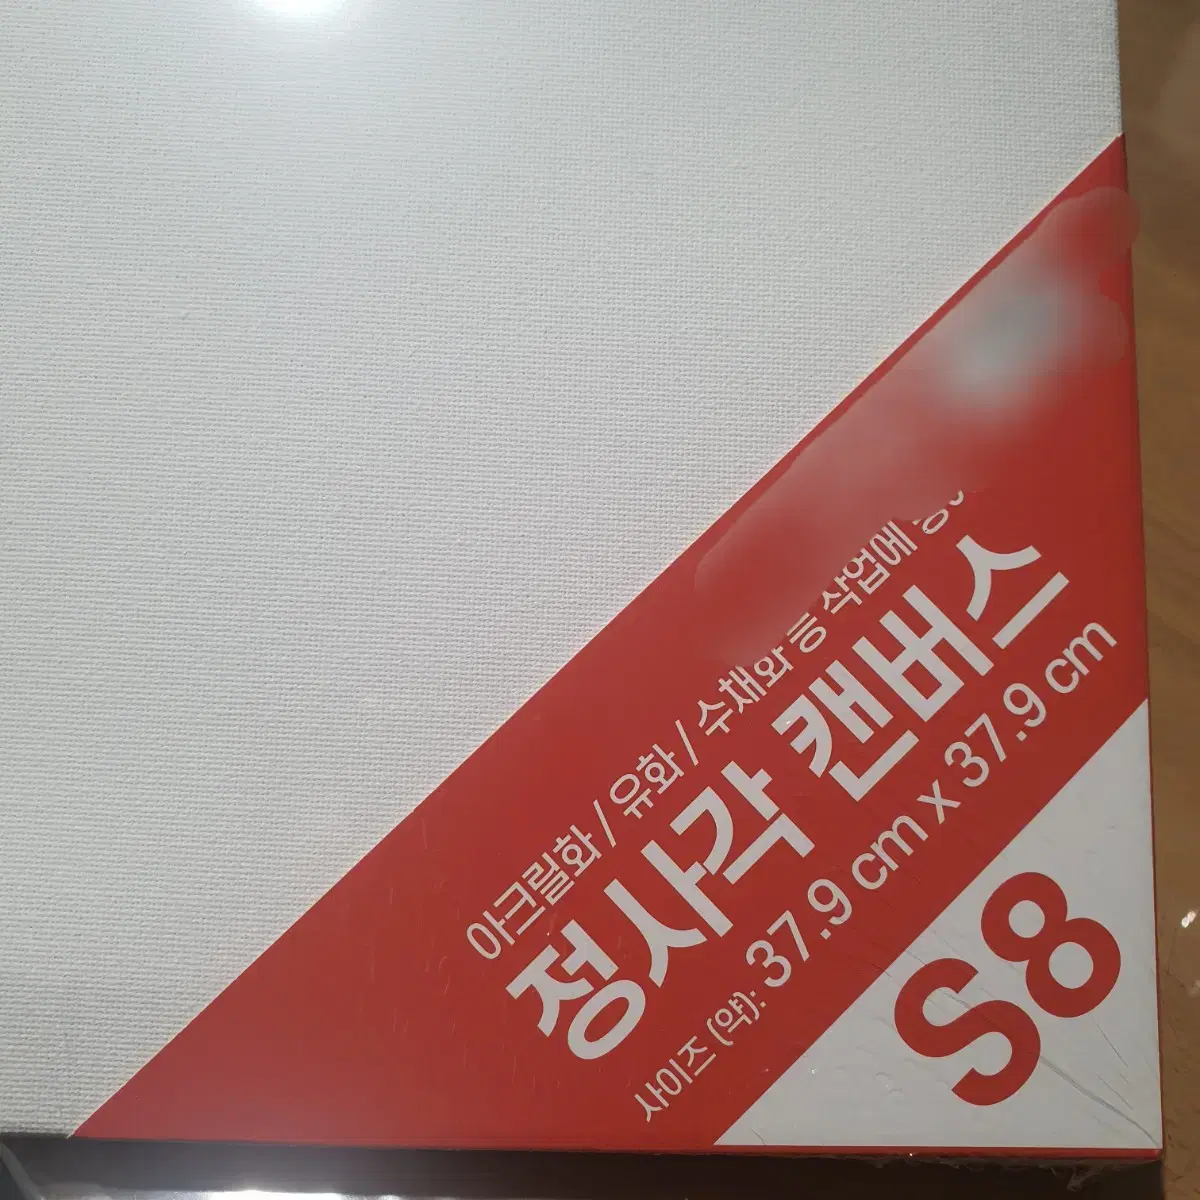 아크릴화 / 유화 / 수채화 등 작업에
정사각 캔버스
사이즈 (약): 37.9 cm x 37.9 cm
S8